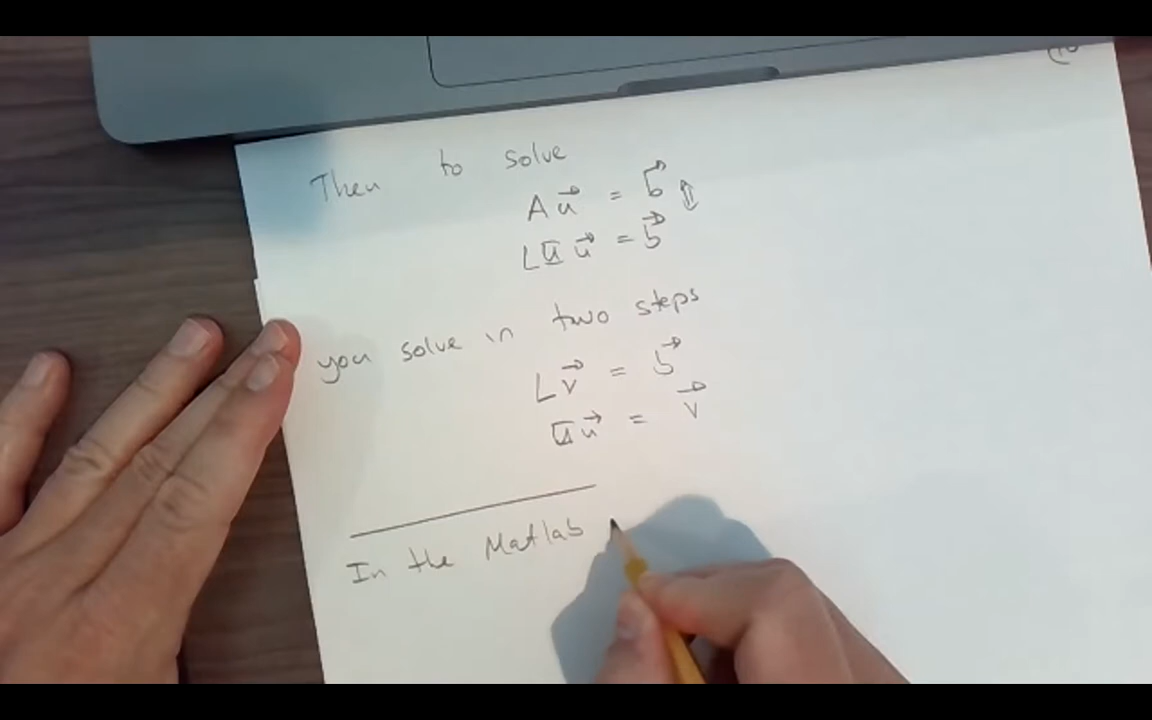 Then to solve
A u⃗ = b⃗ ⇕
L U u⃗ = b⃗
you solve in two steps
L v⃗ = b⃗
U u⃗ = v⃗
In the Matlab